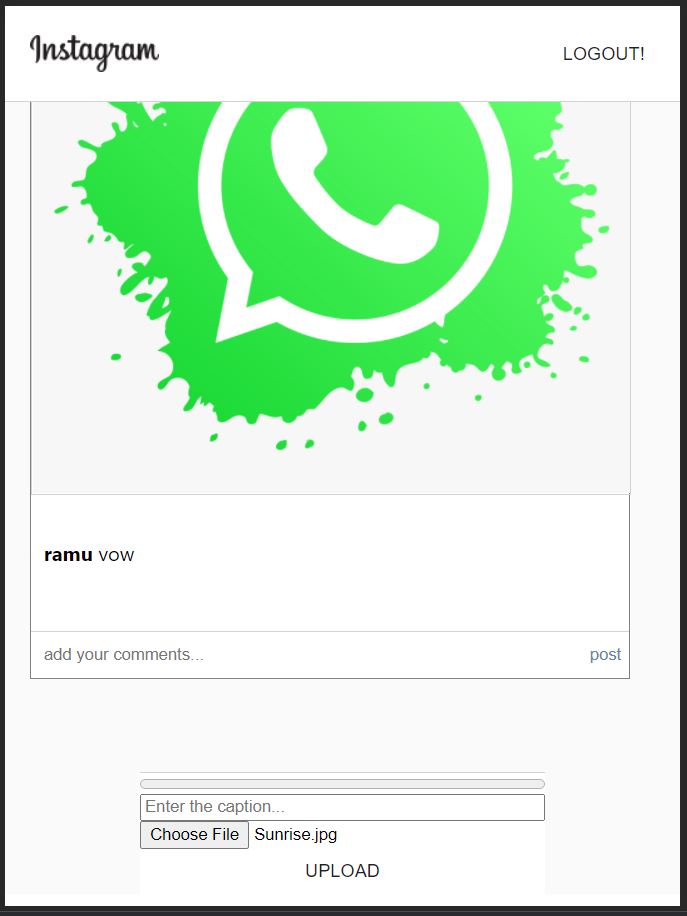 Instagram
LOGOUT!
ramu vow
add your comments...
post
Enter the caption...
Choose File Sunrise.jpg
UPLOAD